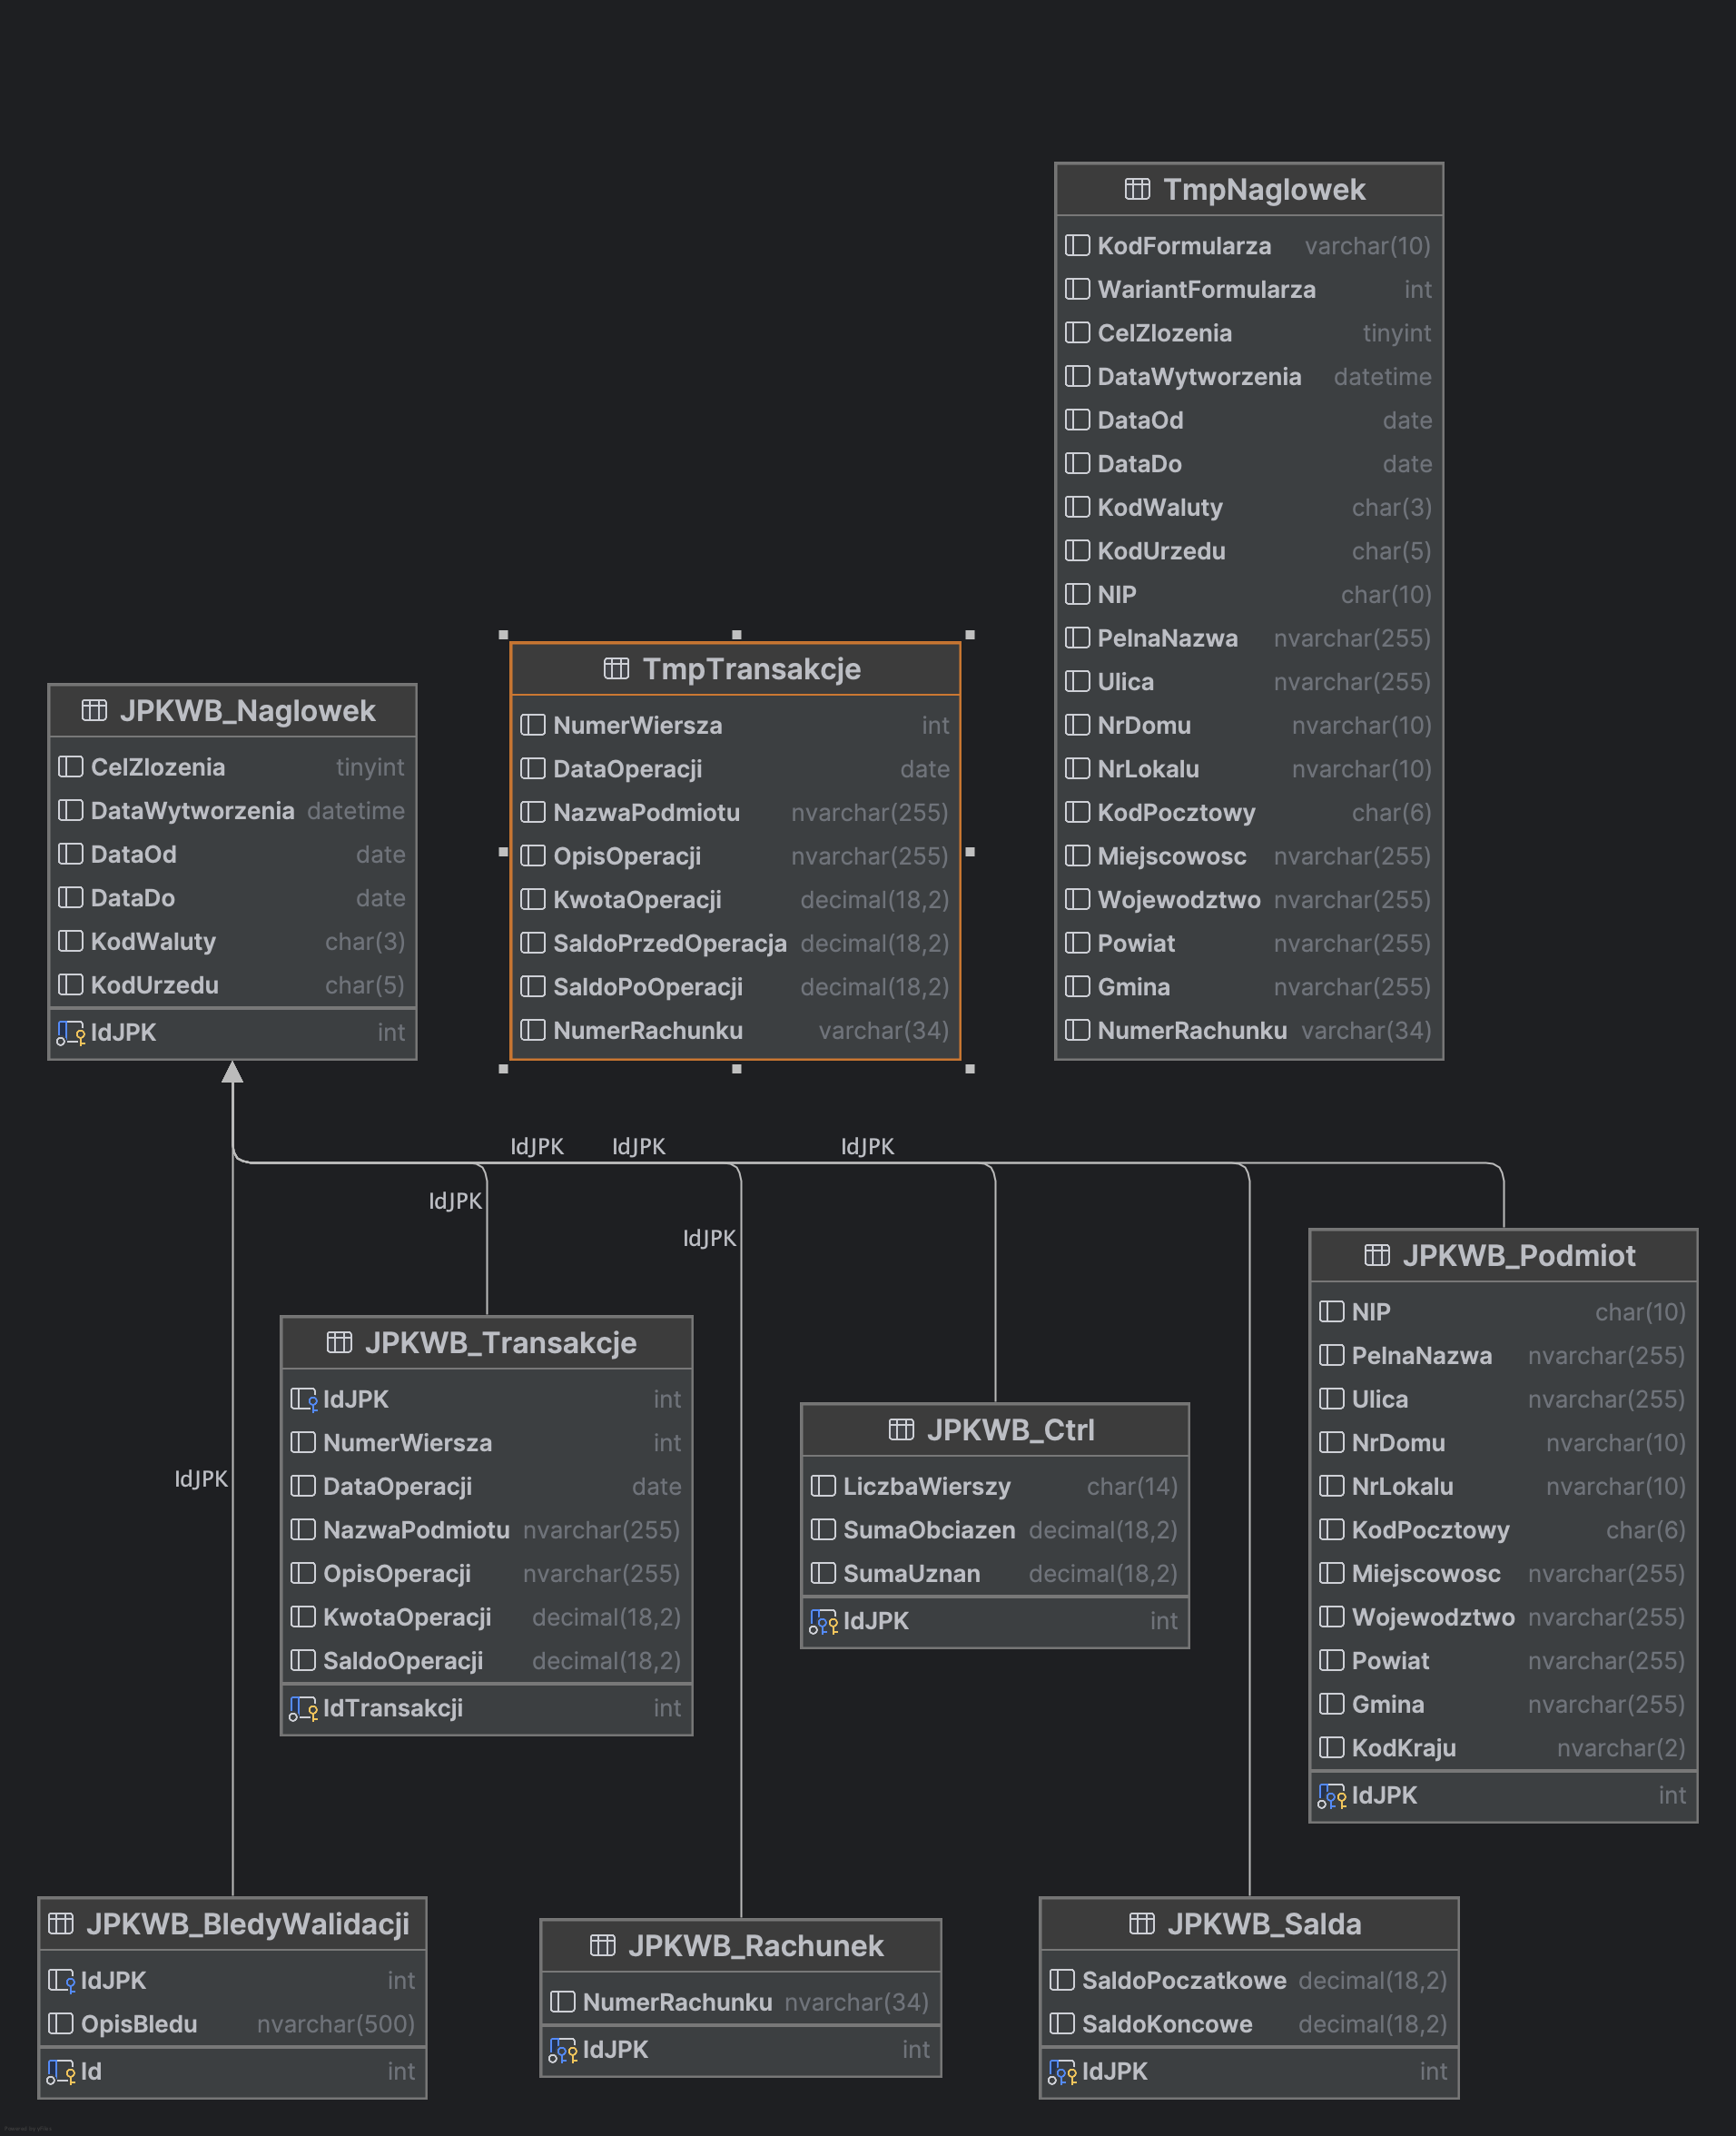 TmpNaglowek
KodFormularza varchar(10)
WariantFormularza int
CelZlozenia tinyint
DataWytworzenia datetime
DataOd date
DataDo date
KodWaluty char(3)
KodUrzedu char(5)
NIP char(10)
PelnaNazwa nvarchar(255)
Ulica nvarchar(255)
NrDomu nvarchar(10)
NrLokalu nvarchar(10)
KodPocztowy char(6)
Miejscowosc nvarchar(255)
Wojewodztwo nvarchar(255)
Powiat nvarchar(255)
Gmina nvarchar(255)
NumerRachunku varchar(34)
TmpTransakcje
NumerWiersza int
DataOperacji date
NazwaPodmiotu nvarchar(255)
OpisOperacji nvarchar(255)
KwotaOperacji decimal(18,2)
SaldoPrzedOperacja decimal(18,2)
SaldoPoOperacji decimal(18,2)
NumerRachunku varchar(34)
JPKWB_Naglowek
CelZlozenia tinyint
DataWytworzenia datetime
DataOd date
DataDo date
KodWaluty char(3)
KodUrzedu char(5)
IdJPK int
IdJPK IdJPK IdJPK
IdJPK
IdJPK
IdJPK
JPKWB_Podmiot
NIP char(10)
PelnaNazwa nvarchar(255)
Ulica nvarchar(255)
NrDomu nvarchar(10)
NrLokalu nvarchar(10)
KodPocztowy char(6)
Miejscowosc nvarchar(255)
Wojewodztwo nvarchar(255)
Powiat nvarchar(255)
Gmina nvarchar(255)
KodKraju nvarchar(2)
IdJPK int
JPKWB_Transakcje
IdJPK int
NumerWiersza int
DataOperacji date
NazwaPodmiotu nvarchar(255)
OpisOperacji nvarchar(255)
KwotaOperacji decimal(18,2)
SaldoOperacji decimal(18,2)
IdTransakcji int
JPKWB_Ctrl
LiczbaWierszy char(14)
SumaObciazen decimal(18,2)
SumaUznan decimal(18,2)
IdJPK int
JPKWB_BledyWalidacji
IdJPK int
OpisBledu nvarchar(500)
Id int
JPKWB_Rachunek
NumerRachunku nvarchar(34)
IdJPK int
JPKWB_Salda
SaldoPoczatkowe decimal(18,2)
SaldoKoncowe decimal(18,2)
IdJPK int